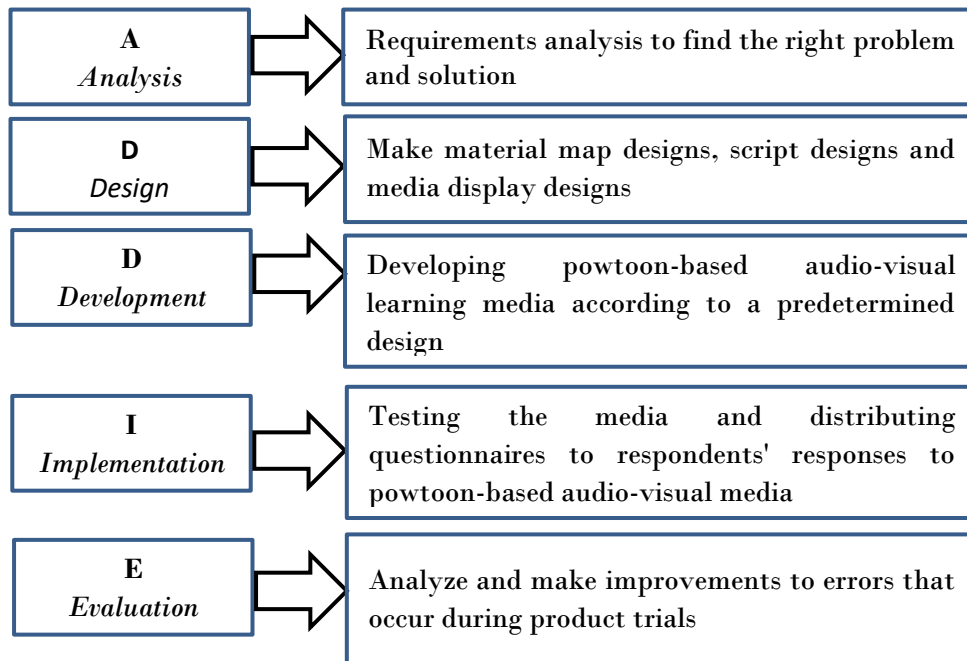 A
Analysis
Requirements analysis to find the right problem
and solution
D
Design
Make material map designs, script designs and
media display designs
D
Development
Developing powtoon-based audio-visual
learning media according to a predetermined
design
I
Implementation
Testing the media and distributing
questionnaires to respondents' responses to
powtoon-based audio-visual media
E
Evaluation
Analyze and make improvements to errors that
occur during product trials